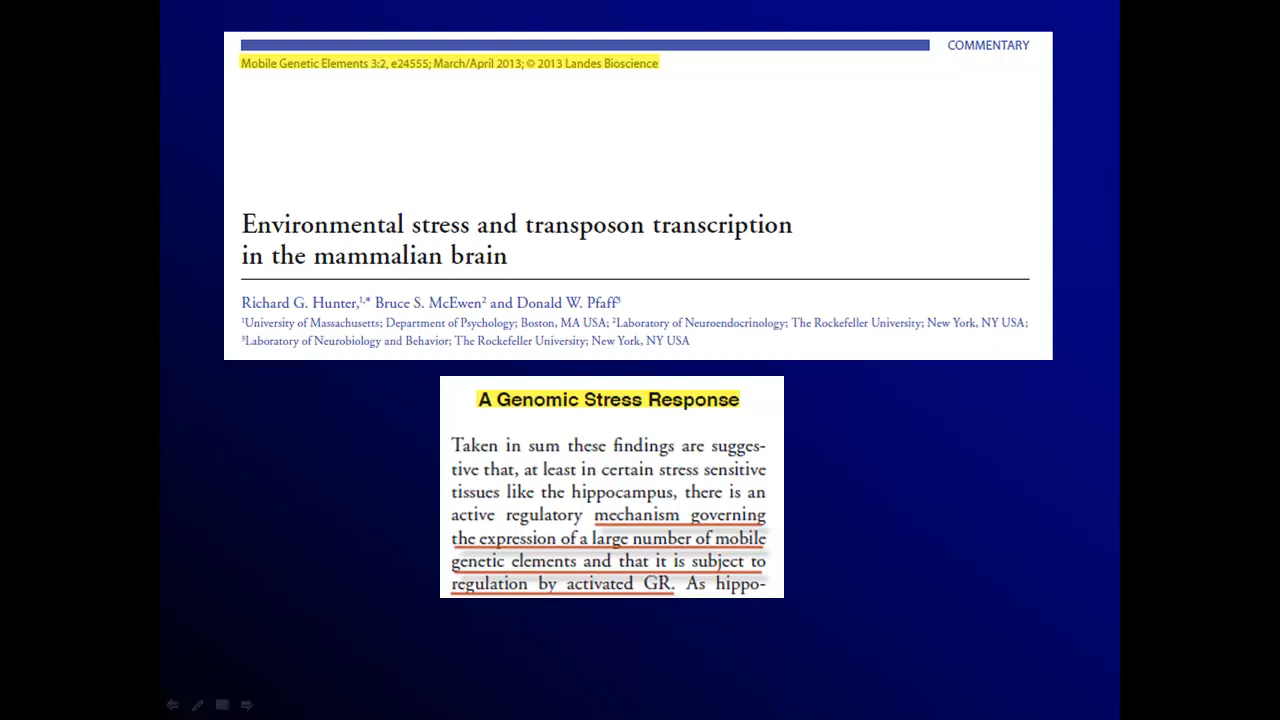 COMMENTARY
Mobile Genetic Elements 3:2, e24555; March/April 2013; © 2013 Landes Bioscience
Environmental stress and transposon transcription
in the mammalian brain
Richard G. Hunter,¹,* Bruce S. McEwen² and Donald W. Pfaff³
¹University of Massachusetts; Department of Psychology; Boston, MA USA; ²Laboratory of Neuroendocrinology; The Rockefeller University; New York, NY USA;
³Laboratory of Neurobiology and Behavior; The Rockefeller University; New York, NY USA
A Genomic Stress Response
Taken in sum these findings are sugges-
tive that, at least in certain stress sensitive
tissues like the hippocampus, there is an
active regulatory mechanism governing
the expression of a large number of mobile
genetic elements and that it is subject to
regulation by activated GR. As hippo-